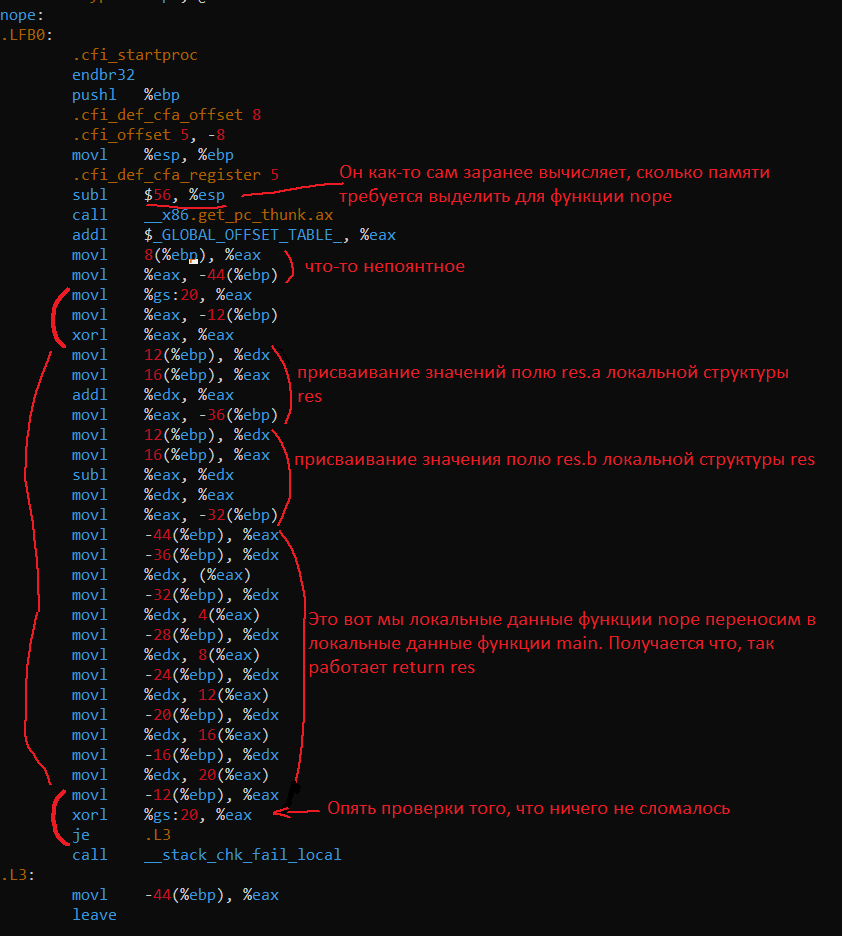 nope:
.LFB0:
.cfi_startproc
endbr32
pushl %ebp
.cfi_def_cfa_offset 8
.cfi_offset 5, -8
movl %esp, %ebp
.cfi_def_cfa_register 5
Он как-то сам заранее вычисляет, сколько памяти
требуется выделить для функции nope
subl $56, %esp
call __x86.get_pc_thunk.ax
addl $_GLOBAL_OFFSET_TABLE_, %eax
movl 8(%ebp), %eax
movl %eax, -44(%ebp)
что-то непоянтное
movl %gs:20, %eax
movl %eax, -12(%ebp)
xorl %eax, %eax
movl 12(%ebp), %edx
movl 16(%ebp), %eax
addl %edx, %eax
movl %eax, -36(%ebp)
присваивание значений полю res.a локальной структуры
res
movl 12(%ebp), %edx
movl 16(%ebp), %eax
subl %eax, %edx
movl %edx, %eax
movl %eax, -32(%ebp)
присваивание значения полю res.b локальной структуры res
movl -44(%ebp), %eax
movl -36(%ebp), %edx
movl %edx, (%eax)
movl -32(%ebp), %edx
movl %edx, 4(%eax)
movl -28(%ebp), %edx
movl %edx, 8(%eax)
movl -24(%ebp), %edx
movl %edx, 12(%eax)
movl -20(%ebp), %edx
movl %edx, 16(%eax)
movl -16(%ebp), %edx
movl %edx, 20(%eax)
Это вот мы локальные данные функции nope переносим в
локальные данные функции main. Получается что, так
работает return res
movl -12(%ebp), %eax
xorl %gs:20, %eax
Опять проверки того, что ничего не сломалось
je .L3
call __stack_chk_fail_local
.L3:
movl -44(%ebp), %eax
leave